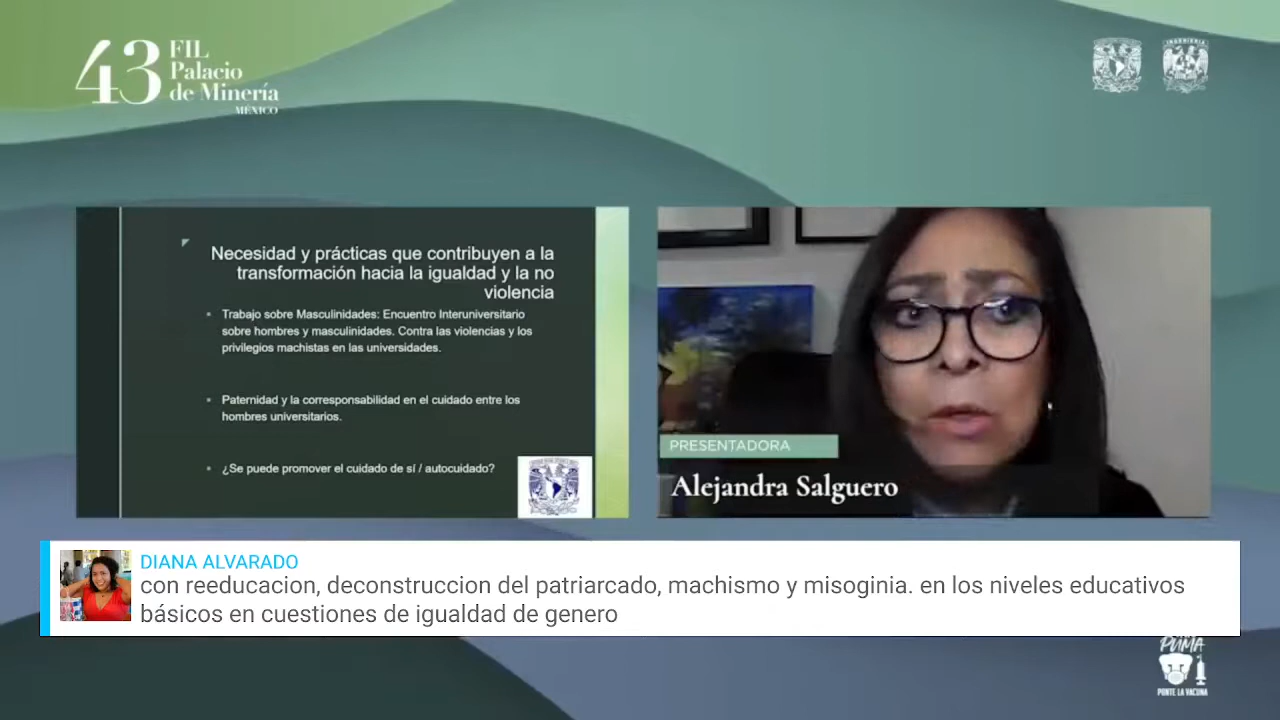 43 FIL
Palacio
de Minería
MÉXICO
INGENIERIA
Necesidad y prácticas que contribuyen a la
transformación hacia la igualdad y la no
violencia
Trabajo sobre Masculinidades: Encuentro Interuniversitario
sobre hombres y masculinidades. Contra las violencias y los
privilegios machistas en las universidades.
Paternidad y la corresponsabilidad en el cuidado entre los
hombres universitarios.
¿Se puede promover el cuidado de sí / autocuidado?
PRESENTADORA
Alejandra Salguero
DIANA ALVARADO
con reeducacion, deconstruccion del patriarcado, machismo y misoginia. en los niveles educativos
básicos en cuestiones de igualdad de genero
PUMA
PONTE LA VACUNA